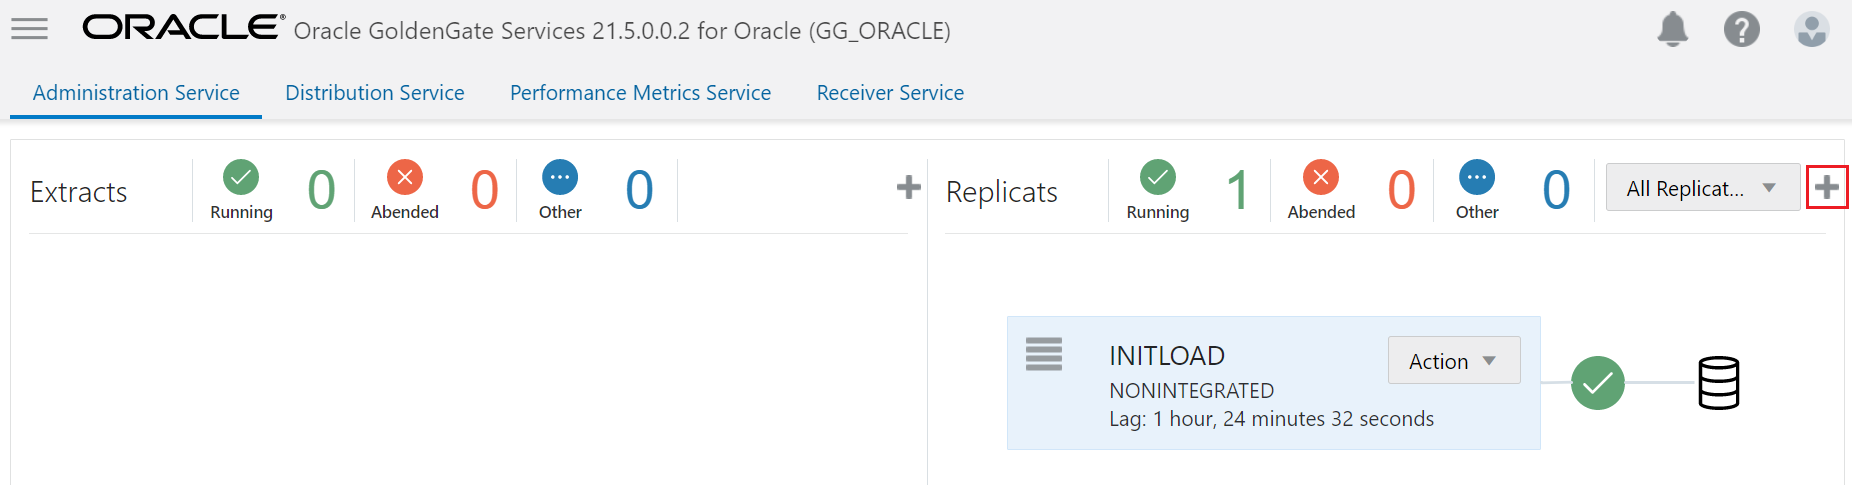 ORACLE® Oracle GoldenGate Services 21.5.0.0.2 for Oracle (GG_ORACLE)
Administration Service Distribution Service Performance Metrics Service Receiver Service
Extracts
Running 0
Abended 0
Other 0
Replicats
Running 1
Abended 0
Other 0
All Replicat...
INITLOAD
Action
NONINTEGRATED
Lag: 1 hour, 24 minutes 32 seconds